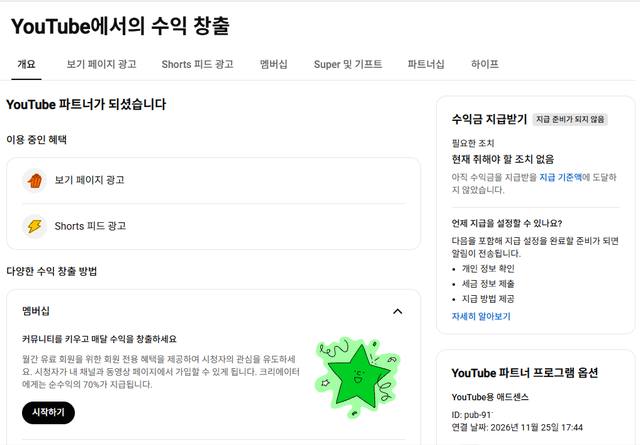 YouTube에서의 수익 창출
개요 보기 페이지 광고 Shorts 피드 광고 멤버십 Super 및 기프트 파트너십 하이프
YouTube 파트너가 되셨습니다
이용 중인 혜택
보기 페이지 광고
Shorts 피드 광고
다양한 수익 창출 방법
멤버십
커뮤니티를 키우고 매달 수익을 창출하세요
월간 유료 회원을 위한 회원 전용 혜택을 제공하여 시청자의 관심을 유도하세
요. 시청자가 내 채널과 동영상 페이지에서 가입할 수 있게 됩니다. 크리에이터
에게는 순수익의 70%가 지급됩니다.
시작하기
수익금 지급받기 지급 준비가 되지 않음
필요한 조치
현재 취해야 할 조치 없음
아직 수익금을 지급받을 지급 기준액에 도달하
지 않았습니다.
언제 지급을 설정할 수 있나요?
다음을 포함해 지급 설정을 완료할 준비가 되면
알림이 전송됩니다.
• 개인 정보 확인
• 세금 정보 제출
• 지급 방법 제공
자세히 알아보기
YouTube 파트너 프로그램 옵션
YouTube용 애드센스
ID: pub-91
연결 날짜: 2026년 11월 25일 17:44